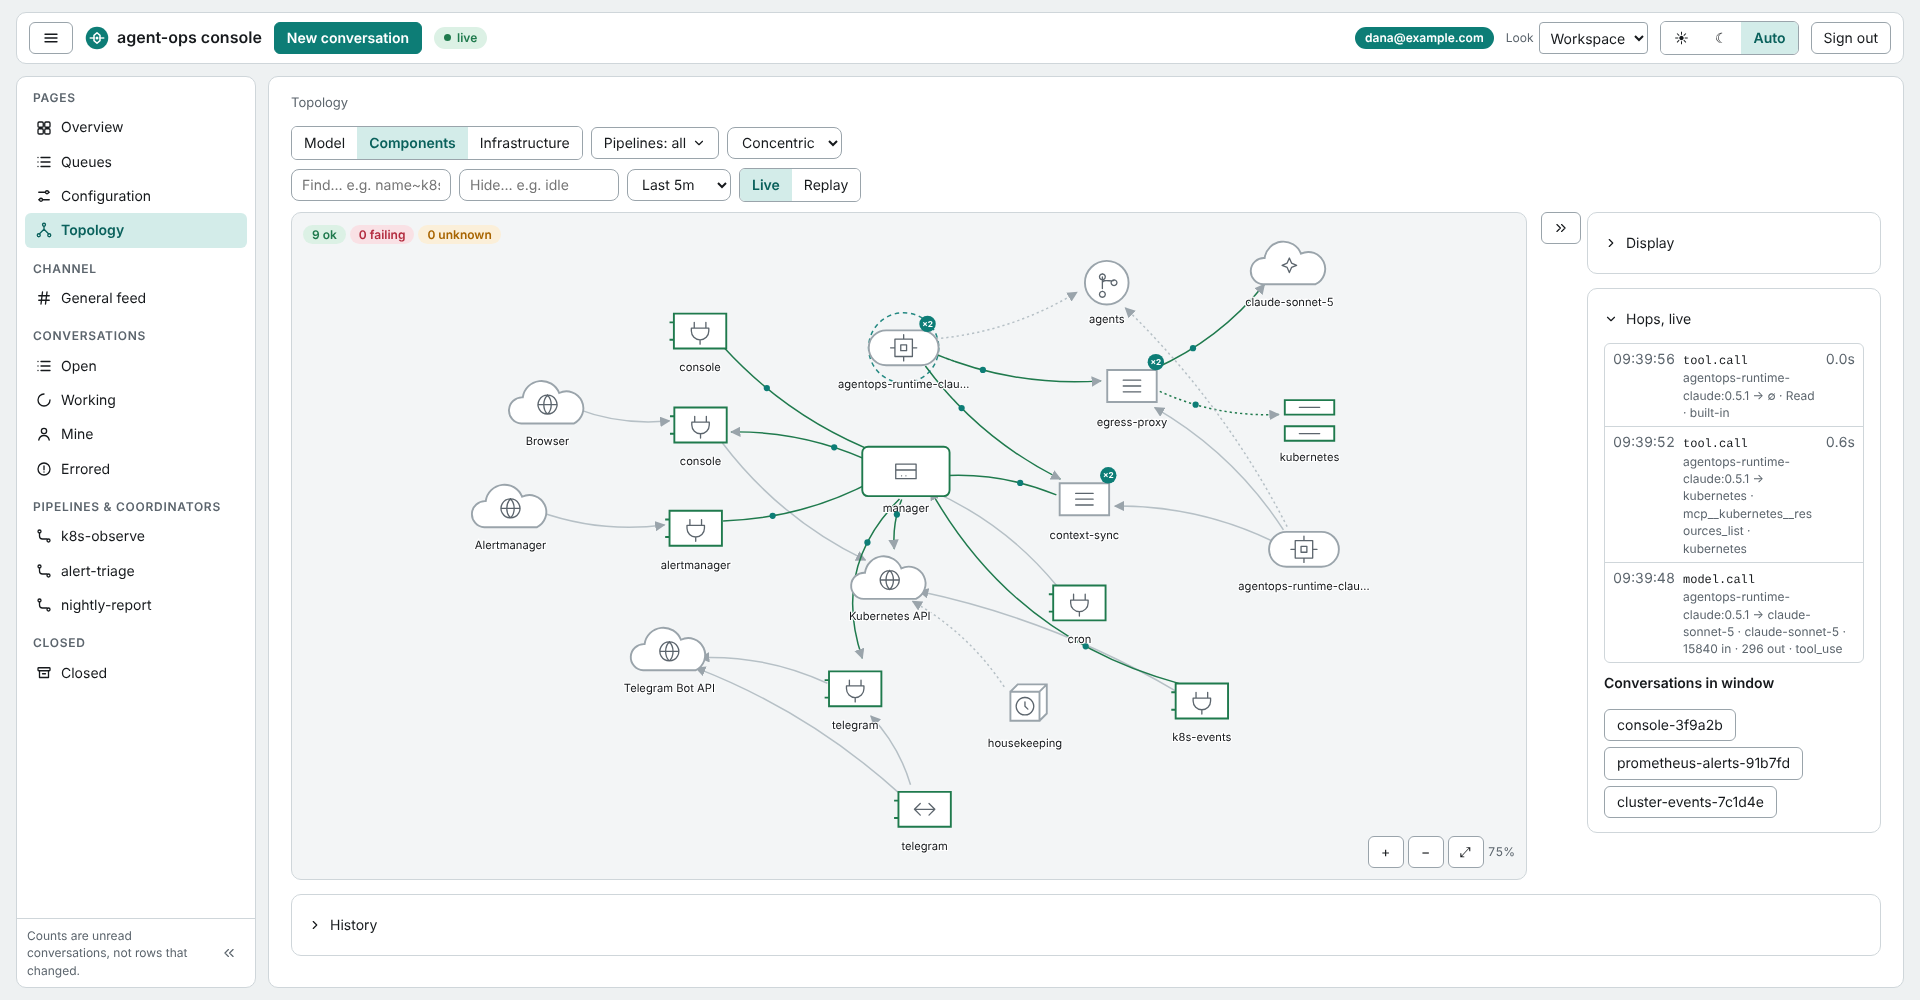 agent-ops console
New conversation
live
dana@example.com
Look
Workspace
Auto
Sign out
PAGES
Overview
Queues
Configuration
Topology
CHANNEL
General feed
CONVERSATIONS
Open
Working
Mine
Errored
PIPELINES & COORDINATORS
k8s-observe
alert-triage
nightly-report
CLOSED
Closed
Counts are unread
conversations, not rows that
changed.
Topology
Model
Components
Infrastructure
Pipelines: all
Concentric
Find... e.g. name~k8s
Hide... e.g. idle
Last 5m
Live
Replay
9 ok
0 failing
0 unknown
claude-sonnet-5
agents
console
×2
agentops-runtime-clau...
×2
egress-proxy
Browser
console
kubernetes
manager
×2
context-sync
Alertmanager
alertmanager
agentops-runtime-clau...
Kubernetes API
cron
Telegram Bot API
telegram
housekeeping
k8s-events
telegram
+
−
75%
Display
Hops, live
09:39:56 tool.call 0.0s
agentops-runtime-
claude:0.5.1 → ∅ · Read
· built-in
09:39:52 tool.call 0.6s
agentops-runtime-
claude:0.5.1 →
kubernetes ·
mcp__kubernetes__res
ources_list ·
kubernetes
09:39:48 model.call
agentops-runtime-
claude:0.5.1 → claude-
sonnet-5 · claude-sonnet-5 ·
15840 in · 296 out · tool_use
Conversations in window
console-3f9a2b
prometheus-alerts-91b7fd
cluster-events-7c1d4e
History